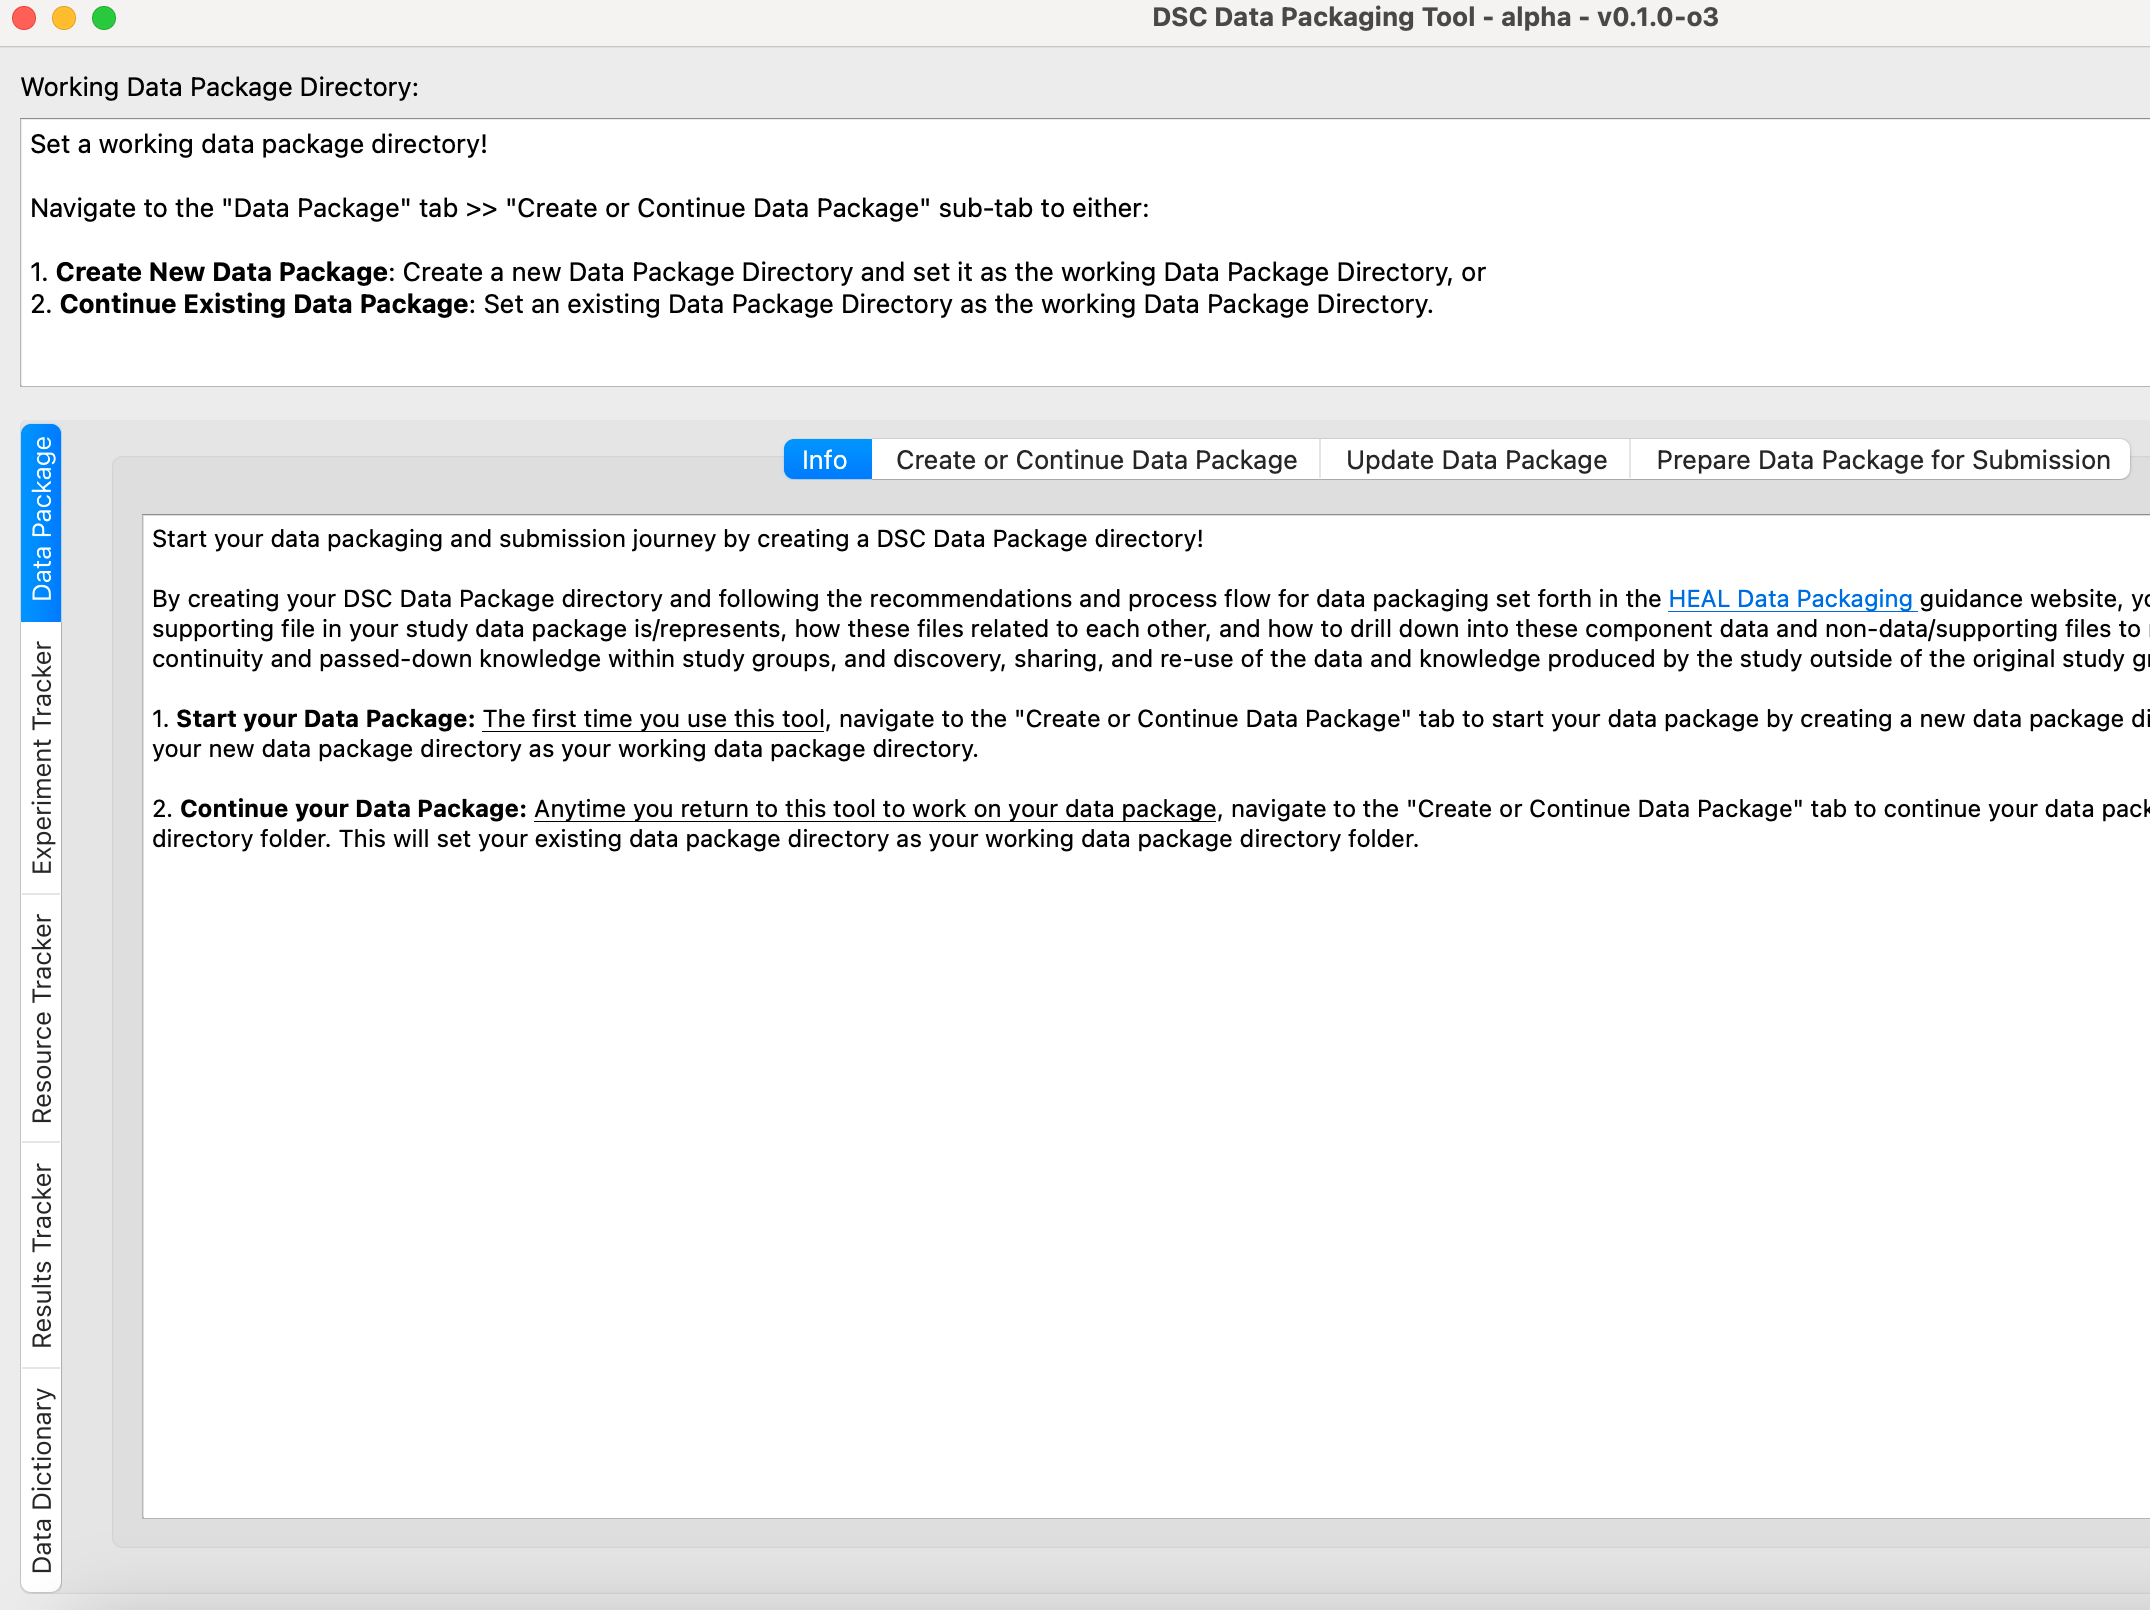 DSC Data Packaging Tool - alpha - v0.1.0-o3
Working Data Package Directory:
Set a working data package directory!
Navigate to the "Data Package" tab >> "Create or Continue Data Package" sub-tab to either:
1. Create New Data Package: Create a new Data Package Directory and set it as the working Data Package Directory, or
2. Continue Existing Data Package: Set an existing Data Package Directory as the working Data Package Directory.
Data Package
Experiment Tracker
Resource Tracker
Results Tracker
Data Dictionary
Info
Create or Continue Data Package
Update Data Package
Prepare Data Package for Submission
Start your data packaging and submission journey by creating a DSC Data Package directory!
By creating your DSC Data Package directory and following the recommendations and process flow for data packaging set forth in the HEAL Data Packaging guidance website,
supporting file in your study data package is/represents, how these files related to each other, and how to drill down into these component data and non-data/supporting files to
continuity and passed-down knowledge within study groups, and discovery, sharing, and re-use of the data and knowledge produced by the study outside of the original study
1. Start your Data Package: The first time you use this tool, navigate to the "Create or Continue Data Package" tab to start your data package by creating a new data package
your new data package directory as your working data package directory.
2. Continue your Data Package: Anytime you return to this tool to work on your data package, navigate to the "Create or Continue Data Package" tab to continue your data
directory folder. This will set your existing data package directory as your working data package directory folder.